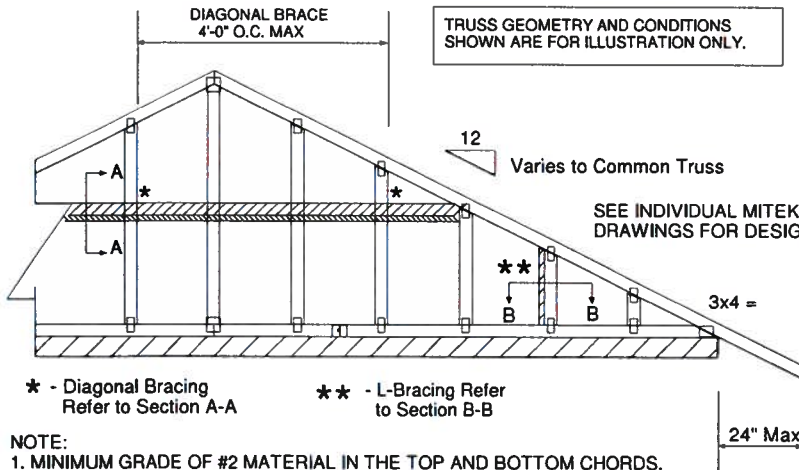 DIAGONAL BRACE
4'-0" O.C. MAX
TRUSS GEOMETRY AND CONDITIONS
SHOWN ARE FOR ILLUSTRATION ONLY.
12
Varies to Common Truss
A
*
*
A
SEE INDIVIDUAL MITEK
DRAWINGS FOR DESIG
**
B
B
3x4 =
* - Diagonal Bracing
Refer to Section A-A
** - L-Bracing Refer
to Section B-B
24" Max
NOTE:
1. MINIMUM GRADE OF #2 MATERIAL IN THE TOP AND BOTTOM CHORDS.